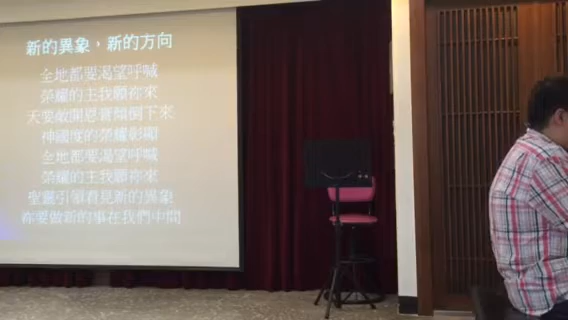 新的異象，新的方向
全地都要渴望呼喊
榮耀的主我願祢來
天要敞開恩膏傾倒下來
神國度的榮耀彰顯
全地都要渴望呼喊
榮耀的主我願祢來
聖靈引領看見新的異象
祢要做新的事在我們中間